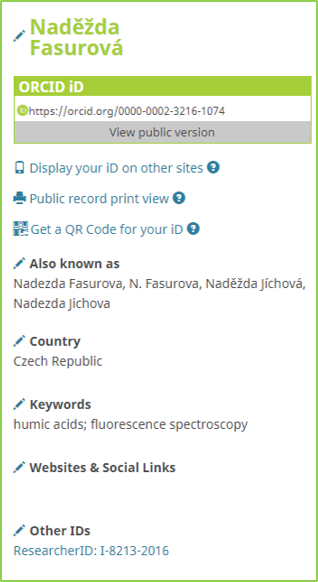 Naděžda
Fasurová
ORCID iD
iD https://orcid.org/0000-0002-3216-1074
View public version
Display your iD on other sites ?
Public record print view ?
Get a QR Code for your iD ?
Also known as
Nadezda Fasurova, N. Fasurova, Naděžda Jíchová,
Nadezda Jichova
Country
Czech Republic
Keywords
humic acids; fluorescence spectroscopy
Websites & Social Links
Other IDs
ResearcherID: I-8213-2016